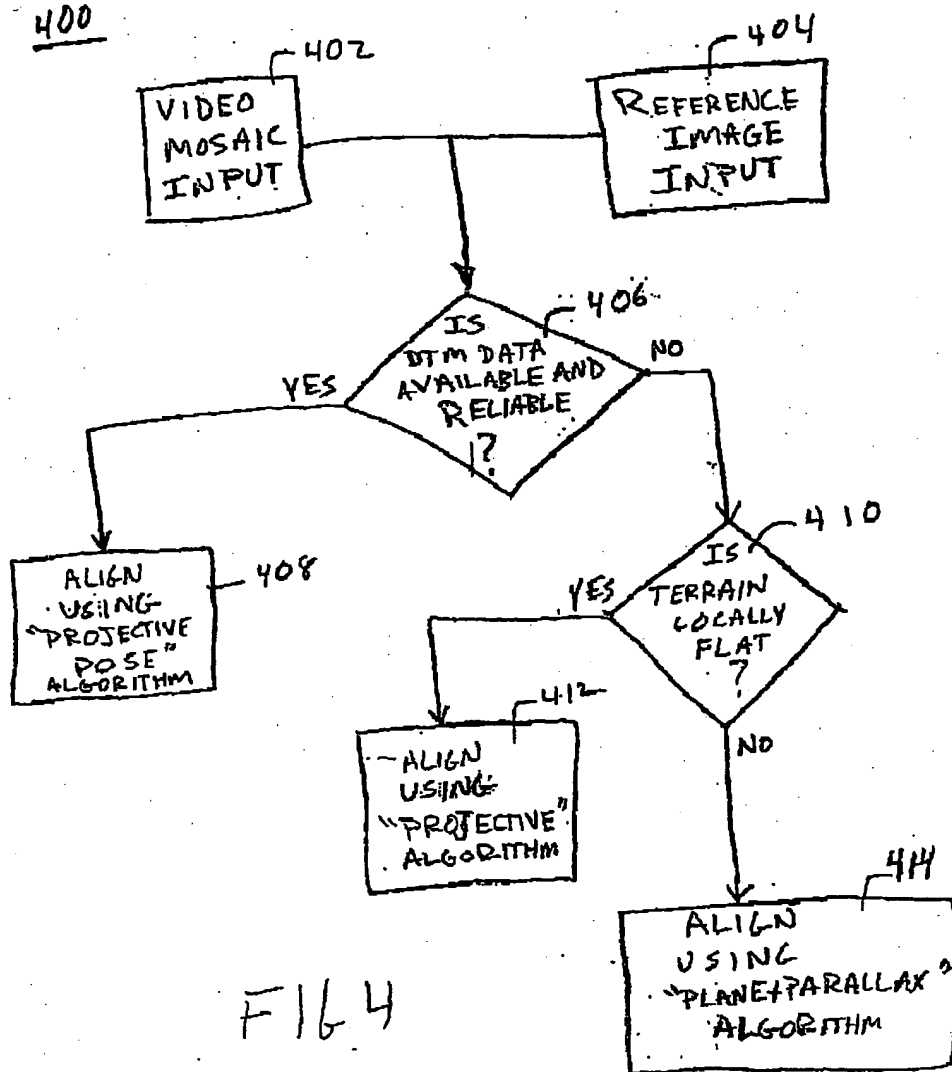 400
402
VIDEO
MOSAIC
INPUT
404
REFERENCE
IMAGE
INPUT
406
IS
DTM DATA
AVAILABLE AND
RELIABLE
?
YES
NO
408
ALIGN
USING
"PROJECTIVE
POSE"
ALGORITHM
410
IS
TERRAIN
LOCALLY
FLAT
?
YES
NO
412
ALIGN
USING
"PROJECTIVE"
ALGORITHM
414
ALIGN
USING
"PLANE+PARALLAX"
ALGORITHM
FIG 4